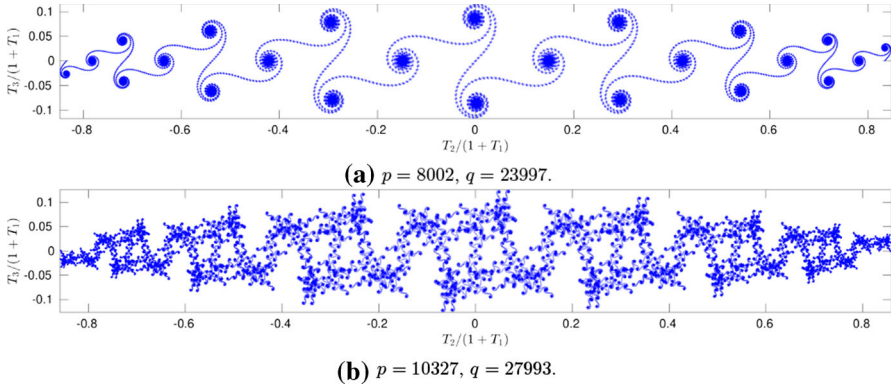 0.1
0.05
0
-0.05
-0.1
T₃/(1 + T₁)
-0.8 -0.6 -0.4 -0.2 0 0.2 0.4 0.6 0.8
T₂/(1 + T₁)
(a) p = 8002, q = 23997.
0.1
0.05
0
-0.05
-0.1
T₃/(1 + T₁)
-0.8 -0.6 -0.4 -0.2 0 0.2 0.4 0.6 0.8
T₂/(1 + T₁)
(b) p = 10327, q = 27993.